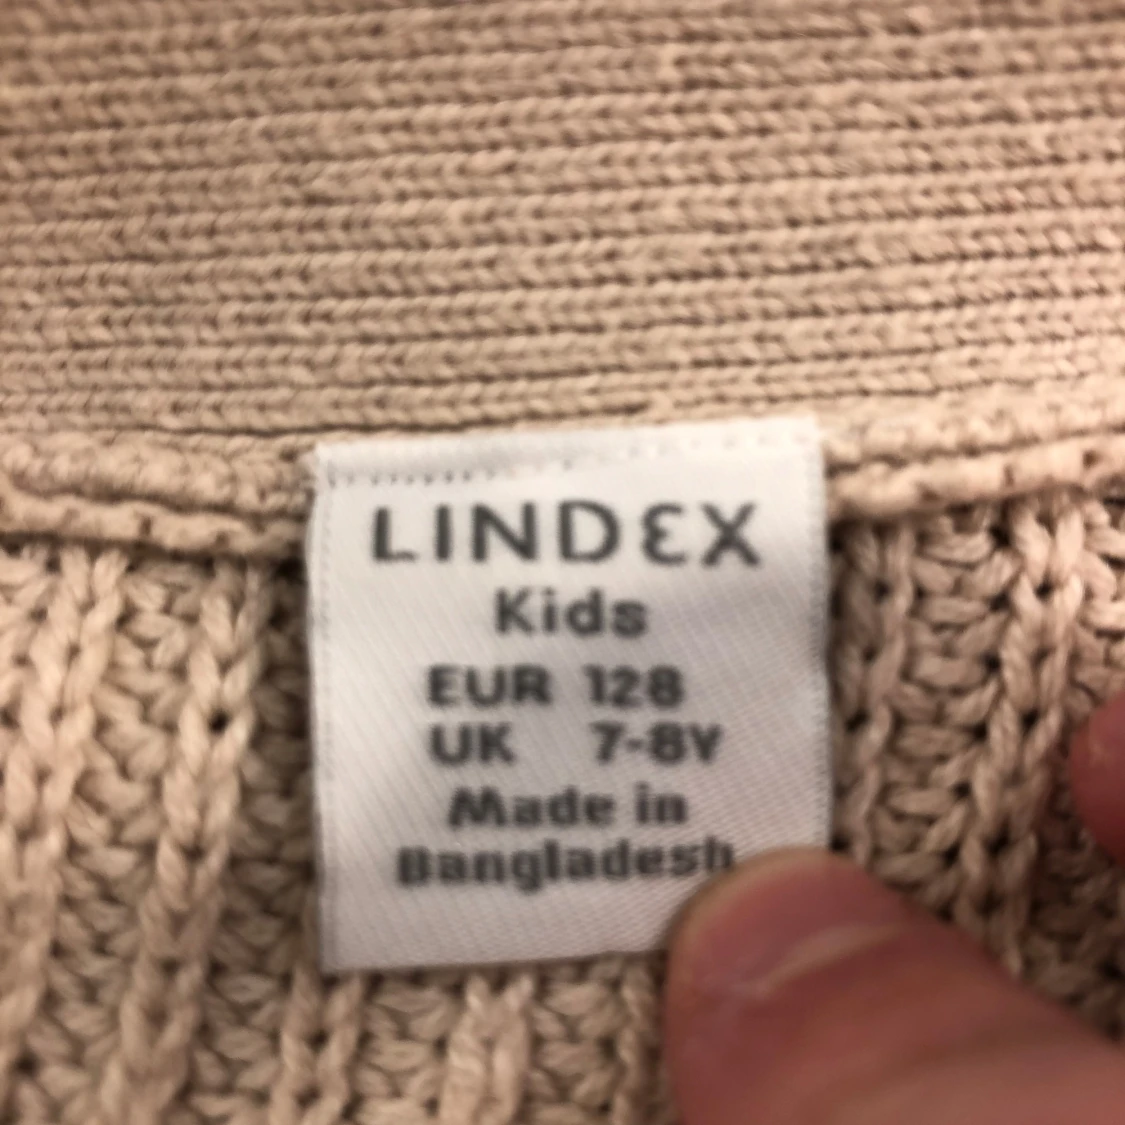 LINDEX
Kids
EUR 128
UK 7-8Y
Made in
Bangladesh